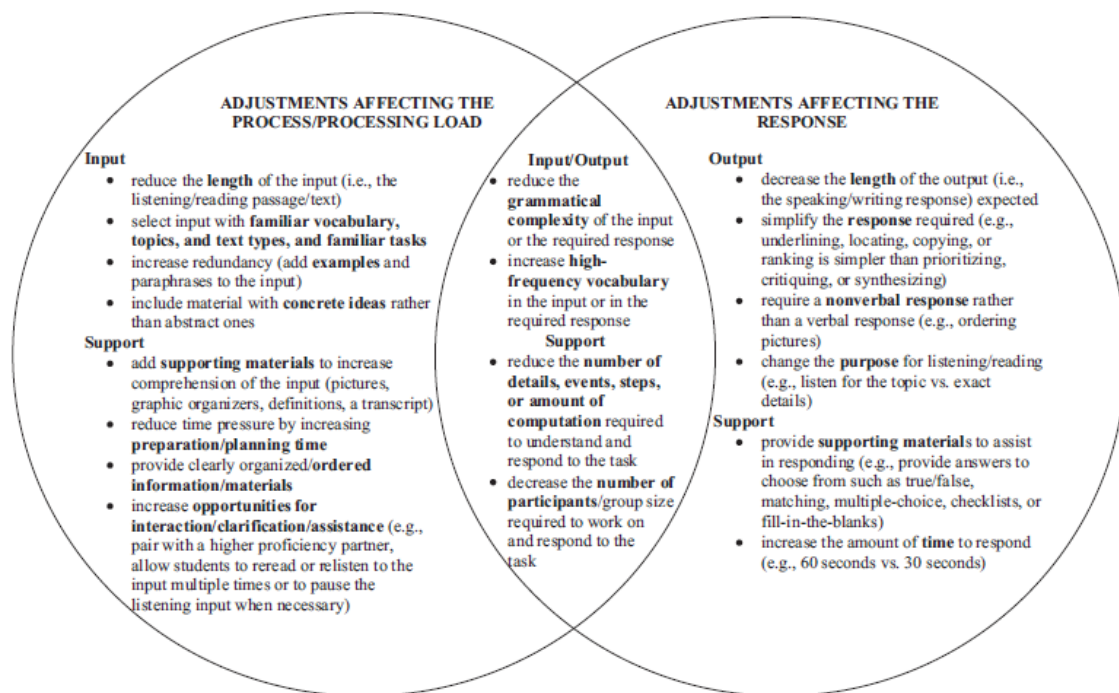 ADJUSTMENTS AFFECTING THE
PROCESS/PROCESSING LOAD
Input
• reduce the length of the input (i.e., the
listening/reading passage/text)
• select input with familiar vocabulary,
topics, and text types, and familiar tasks
• increase redundancy (add examples and
paraphrases to the input)
• include material with concrete ideas rather
than abstract ones
Support
• add supporting materials to increase
comprehension of the input (pictures,
graphic organizers, definitions, a transcript)
• reduce time pressure by increasing
preparation/planning time
• provide clearly organized/ordered
information/materials
• increase opportunities for
interaction/clarification/assistance (e.g.,
pair with a higher proficiency partner,
allow students to reread or relisten to the
input multiple times or to pause the
listening input when necessary)
Input/Output
• reduce the
grammatical
complexity of the input
or the required response
• increase high-
frequency vocabulary
in the input or in the
required response
Support
• reduce the number of
details, events, steps,
or amount of
computation required
to understand and
respond to the task
• decrease the number of
participants/group size
required to work on
and respond to the
task
ADJUSTMENTS AFFECTING THE
RESPONSE
Output
• decrease the length of the output (i.e.,
the speaking/writing response) expected
• simplify the response required (e.g.,
underlining, locating, copying, or
ranking is simpler than prioritizing,
critiquing, or synthesizing)
• require a nonverbal response rather
than a verbal response (e.g., ordering
pictures)
• change the purpose for listening/reading
(e.g., listen for the topic vs. exact
details)
Support
• provide supporting materials to assist
in responding (e.g., provide answers to
choose from such as true/false,
matching, multiple-choice, checklists, or
fill-in-the-blanks)
• increase the amount of time to respond
(e.g., 60 seconds vs. 30 seconds)